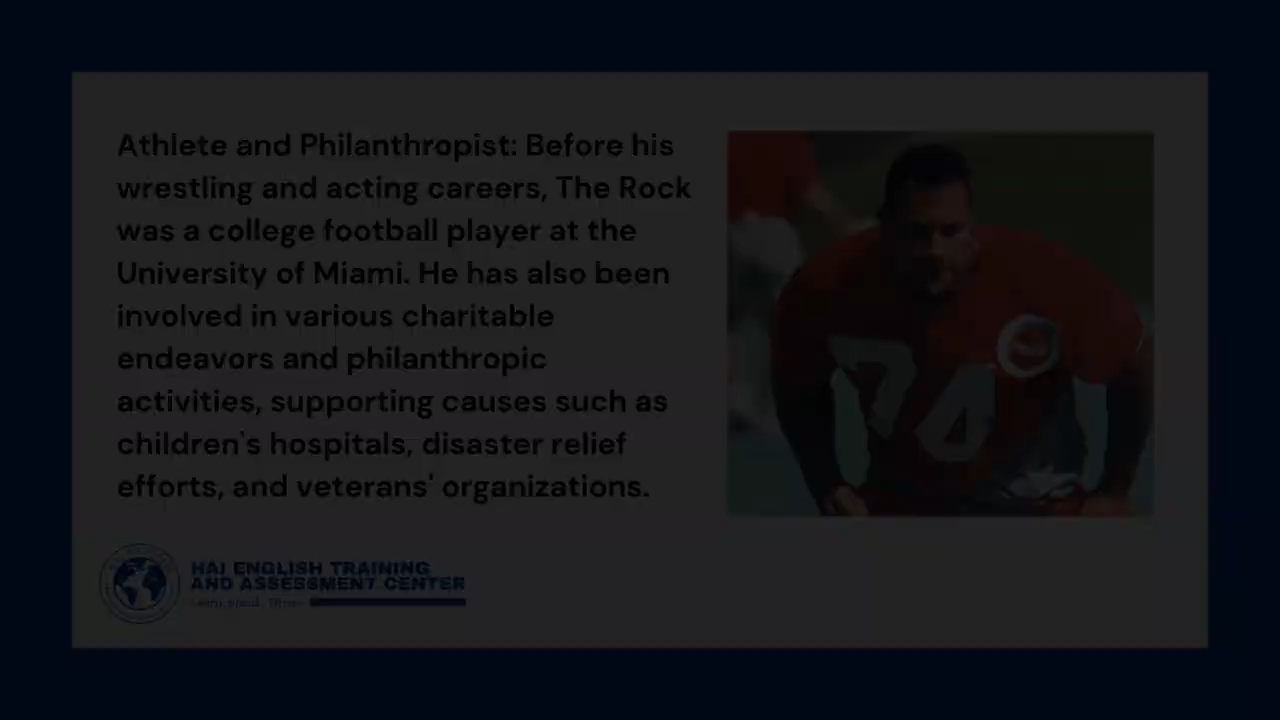 Athlete and Philanthropist: Before his
wrestling and acting careers, The Rock
was a college football player at the
University of Miami. He has also been
involved in various charitable
endeavors and philanthropic
activities, supporting causes such as
children's hospitals, disaster relief
efforts, and veterans' organizations.
74
HAJ ENGLISH TRAINING
AND ASSESSMENT CENTER